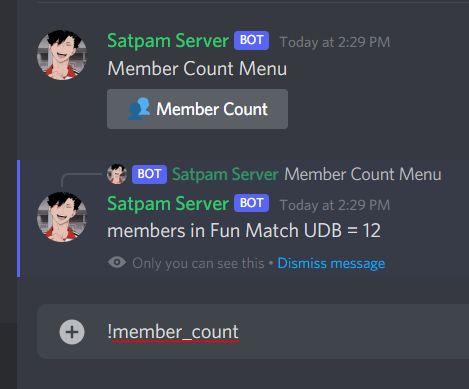 Satpam Server BOT Today at 2:29 PM
Member Count Menu
Member Count
BOT Satpam Server Member Count Menu
Satpam Server BOT Today at 2:29 PM
members in Fun Match UDB = 12
Only you can see this • Dismiss message
!member_count